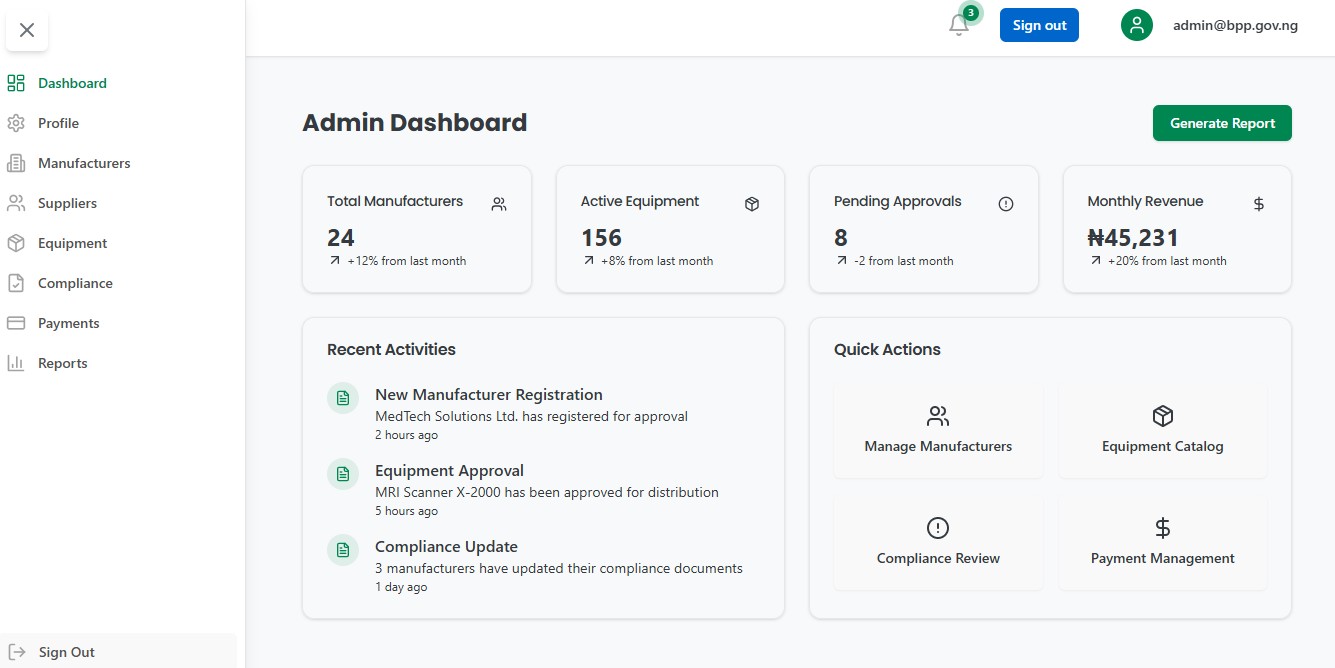 3
Sign out
admin@bpp.gov.ng
Dashboard
Profile
Manufacturers
Suppliers
Equipment
Compliance
Payments
Reports
Sign Out
Admin Dashboard
Generate Report
Total Manufacturers
24
+12% from last month
Active Equipment
156
+8% from last month
Pending Approvals
8
-2 from last month
Monthly Revenue
₦45,231
+20% from last month
Recent Activities
New Manufacturer Registration
MedTech Solutions Ltd. has registered for approval
2 hours ago
Equipment Approval
MRI Scanner X-2000 has been approved for distribution
5 hours ago
Compliance Update
3 manufacturers have updated their compliance documents
1 day ago
Quick Actions
Manage Manufacturers
Equipment Catalog
Compliance Review
Payment Management